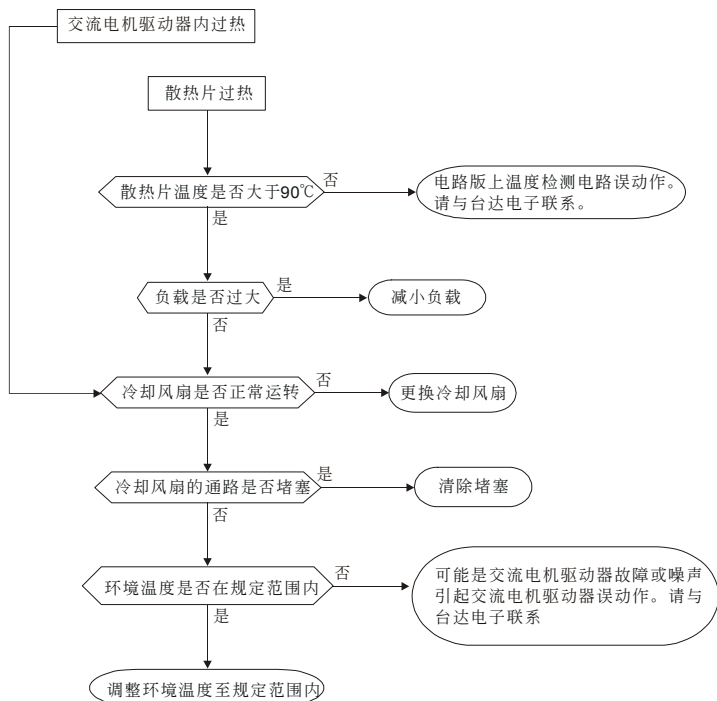 交流电机驱动器内过热
散热片过热
散热片温度是否大于90℃
否
电路版上温度检测电路误动作。
请与台达电子联系。
是
负载是否过大
是
减小负载
否
冷却风扇是否正常运转
否
更换冷却风扇
是
冷却风扇的通路是否堵塞
是
清除堵塞
否
环境温度是否在规定范围内
否
可能是交流电机驱动器故障或噪声
引起交流电机驱动器误动作。请与
台达电子联系
是
调整环境温度至规定范围内